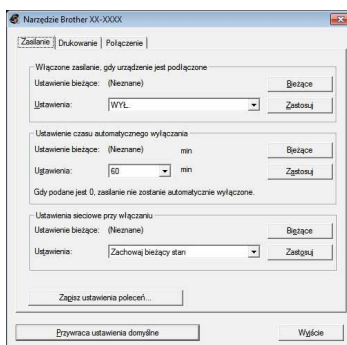 Narzędzie Brother XX-XXXX
Zasilanie Drukowanie Połączenie
Włączone zasilanie, gdy urządzenie jest podłączone
Ustawienie bieżące: (Nieznane) Bieżące
Ustawienia: WYŁ. Zastosuj
Ustawienie czasu automatycznego wyłączania
Ustawienie bieżące: (Nieznane) min Bieżące
Ustawienia: 60 min Zastosuj
Gdy podane jest 0, zasilanie nie zostanie automatycznie wyłączone.
Ustawienia sieciowe przy włączaniu
Ustawienie bieżące: (Nieznane) Bieżące
Ustawienia: Zachowaj bieżący stan Zastosuj
Zapisz ustawienia poleceń...
Przywraca ustawienia domyślne Wyjście